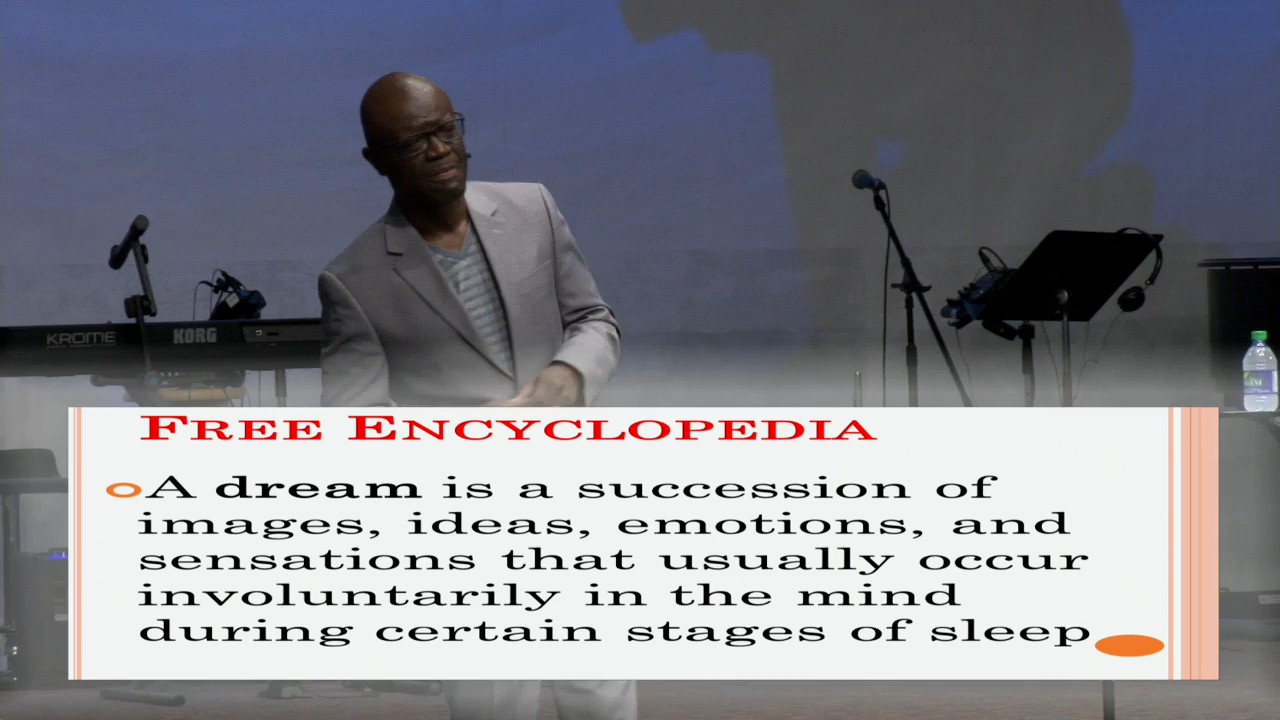 KROME
KORG
FREE ENCYCLOPEDIA
A dream is a succession of
images, ideas, emotions, and
sensations that usually occur
involuntarily in the mind
during certain stages of sleep